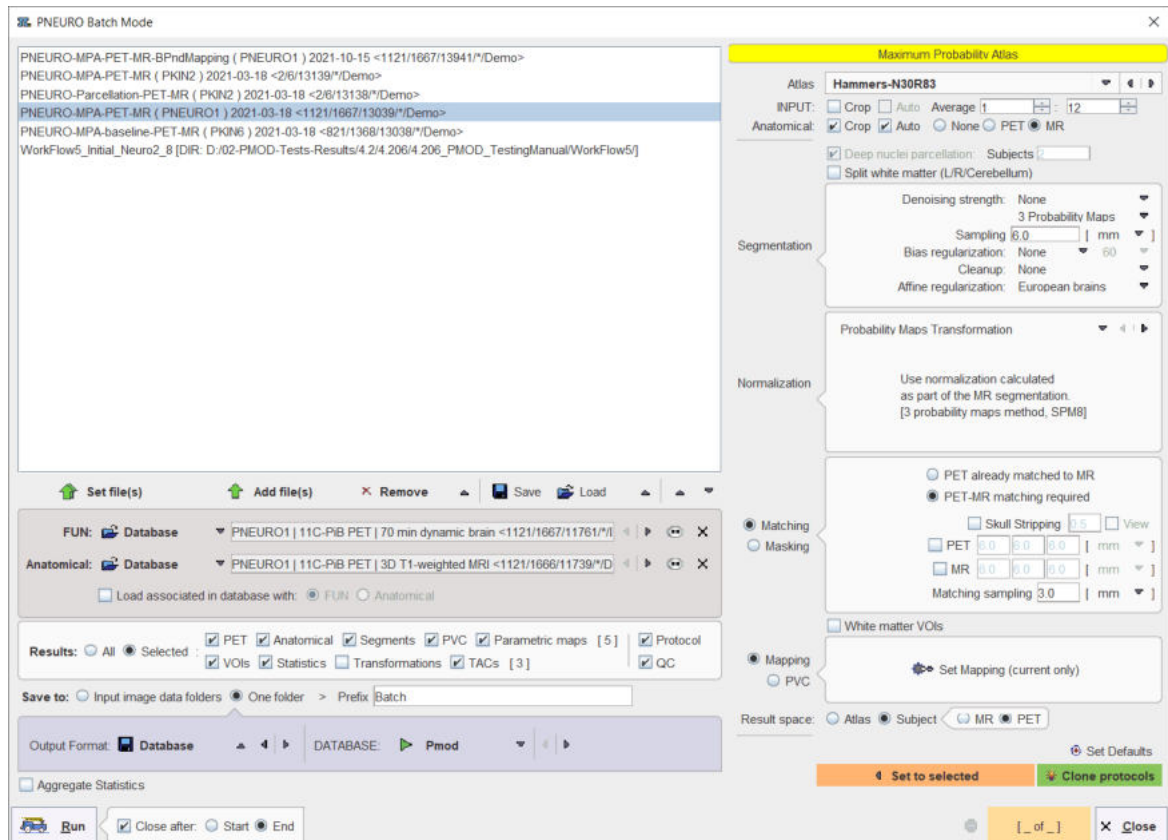 PNEURO Batch Mode
PNEURO-MPA-PET-MR-BPndMapping ( PNEURO1 ) 2021-10-15 <1121/1667/13941/*/Demo>
PNEURO-MPA-PET-MR ( PKIN2 ) 2021-03-18 <2/6/13139/*/Demo>
PNEURO-Parcellation-PET-MR ( PKIN2 ) 2021-03-18 <2/6/13138/*/Demo>
PNEURO-MPA-PET-MR ( PNEURO1 ) 2021-03-18 <1121/1667/13039/*/Demo>
PNEURO-MPA-baseline-PET-MR ( PKIN6 ) 2021-03-18 <821/1368/13038/*/Demo>
WorkFlow5_Initial_Neuro2_8 [DIR: D:/02-PMOD-Tests-Results/4.2/4.206/4.206_PMOD_TestingManual/WorkFlow5/]
Set file(s) Add file(s) Remove Save Load
FUN: Database PNEURO1 | 11C-PiB PET | 70 min dynamic brain <1121/1667/11761/*/
Anatomical: Database PNEURO1 | 11C-PiB PET | 3D T1-weighted MRI <1121/1666/11739/*/D
Load associated in database with: FUN Anatomical
Results: All Selected : PET Anatomical Segments PVC Parametric maps [ 5 ] Protocol
VOIs Statistics Transformations TACs [ 3 ] QC
Save to: Input image data folders One folder > Prefix Batch
Output Format: Database DATABASE: Pmod
Aggregate Statistics
Run Close after: Start End
Maximum Probability Atlas
Atlas Hammers-N30R83
INPUT: Crop Auto Average 1 : 12
Anatomical: Crop Auto None PET MR
Deep nuclei parcellation: Subjects 2
Split white matter (L/R/Cerebellum)
Segmentation
Denoising strength: None
3 Probability Maps
Sampling 6.0 [ mm ]
Bias regularization: None 60
Cleanup: None
Affine regularization: European brains
Normalization
Probability Maps Transformation
Use normalization calculated
as part of the MR segmentation.
[3 probability maps method, SPM8]
Matching
Masking
PET already matched to MR
PET-MR matching required
Skull Stripping 0.5 View
PET 6.0 6.0 6.0 [ mm ]
MR 6.0 6.0 6.0 [ mm ]
Matching sampling 3.0 [ mm ]
White matter VOIs
Mapping
PVC
Set Mapping (current only)
Result space: Atlas Subject MR PET
Set Defaults
Set to selected Clone protocols
[ _ of _ ] Close